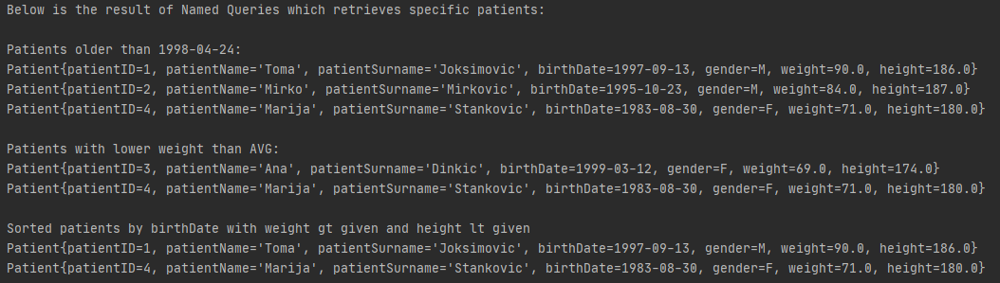 Below is the result of Named Queries which retrieves specific patients:
Patients older than 1998-04-24:
Patient{patientID=1, patientName='Toma', patientSurname='Joksimovic', birthDate=1997-09-13, gender=M, weight=90.0, height=186.0}
Patient{patientID=2, patientName='Mirko', patientSurname='Mirkovic', birthDate=1995-10-23, gender=M, weight=84.0, height=187.0}
Patient{patientID=4, patientName='Marija', patientSurname='Stankovic', birthDate=1983-08-30, gender=F, weight=71.0, height=180.0}
Patients with lower weight than AVG:
Patient{patientID=3, patientName='Ana', patientSurname='Dinkic', birthDate=1999-03-12, gender=F, weight=69.0, height=174.0}
Patient{patientID=4, patientName='Marija', patientSurname='Stankovic', birthDate=1983-08-30, gender=F, weight=71.0, height=180.0}
Sorted patients by birthDate with weight gt given and height lt given
Patient{patientID=1, patientName='Toma', patientSurname='Joksimovic', birthDate=1997-09-13, gender=M, weight=90.0, height=186.0}
Patient{patientID=4, patientName='Marija', patientSurname='Stankovic', birthDate=1983-08-30, gender=F, weight=71.0, height=180.0}